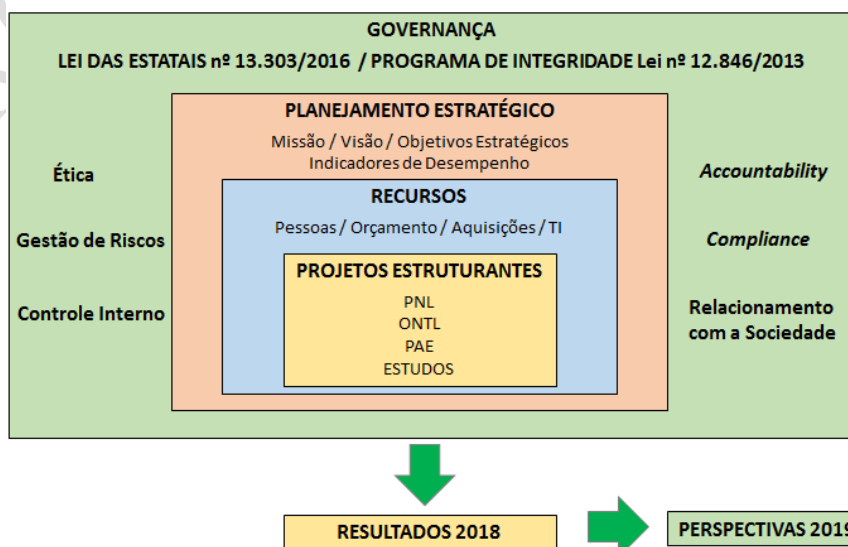 GOVERNANÇA
LEI DAS ESTATAIS nº 13.303/2016 / PROGRAMA DE INTEGRIDADE Lei nº 12.846/2013
PLANEJAMENTO ESTRATÉGICO
Missão / Visão / Objetivos Estratégicos
Indicadores de Desempenho
Ética
Gestão de Riscos
Controle Interno
RECURSOS
Pessoas / Orçamento / Aquisições / TI
PROJETOS ESTRUTURANTES
PNL
ONTL
PAE
ESTUDOS
Accountability
Compliance
Relacionamento
com a Sociedade
RESULTADOS 2018
PERSPECTIVAS 2019